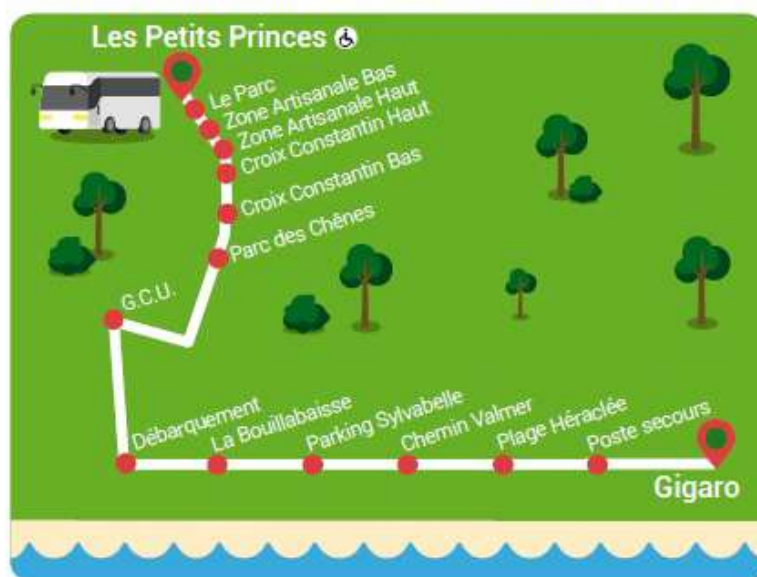 Les Petits Princes
Le Parc
Zone Artisanale Bas
Zone Artisanale Haut
Croix Constantin Haut
Croix Constantin Bas
Parc des Chênes
G.C.U.
Débarquement
La Bouillabaisse
Parking Sylvabelle
Chemin Valmer
Plage Héraclée
Poste secours
Gigaro